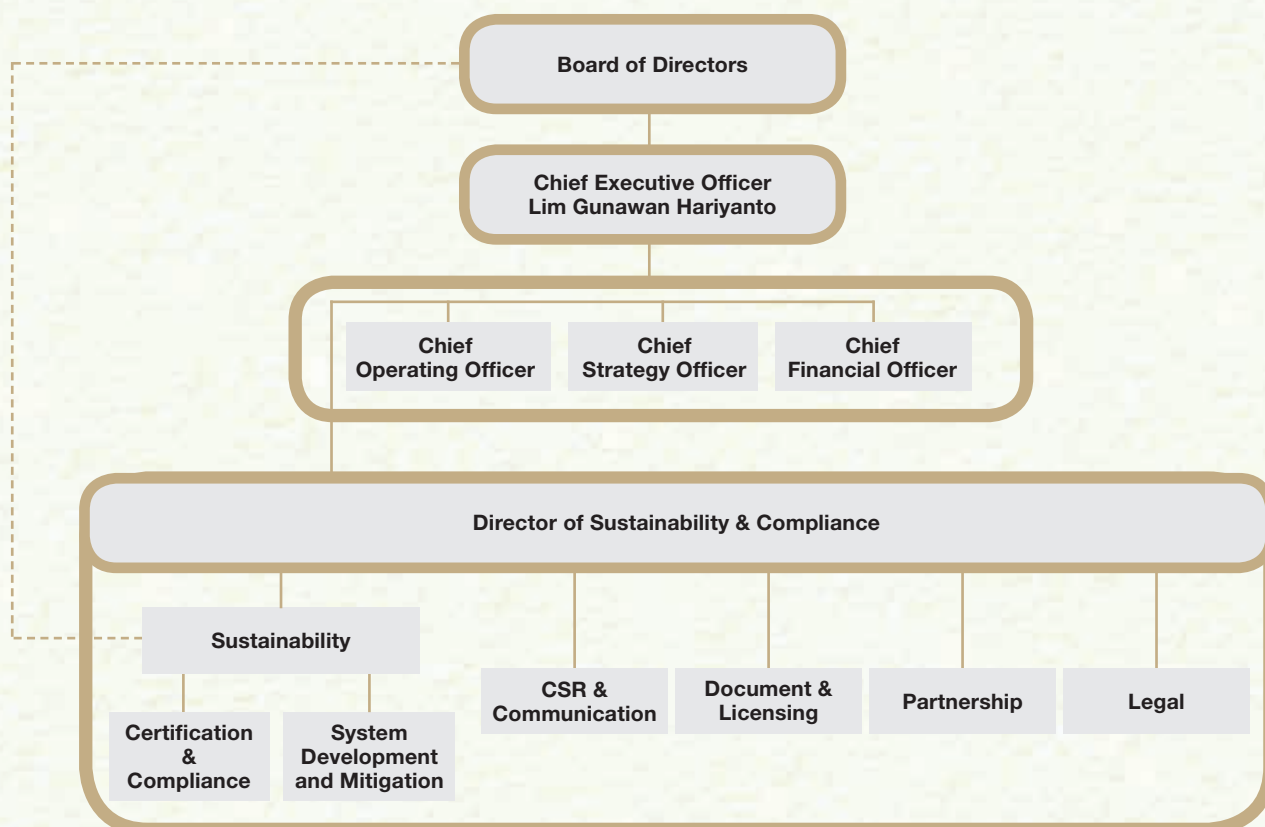 Board of Directors
Chief Executive Officer
Lim Gunawan Hariyanto
Chief
Operating Officer
Chief
Strategy Officer
Chief
Financial Officer
Director of Sustainability & Compliance
Sustainability
Certification
&
Compliance
System
Development
and Mitigation
CSR &
Communication
Document &
Licensing
Partnership
Legal